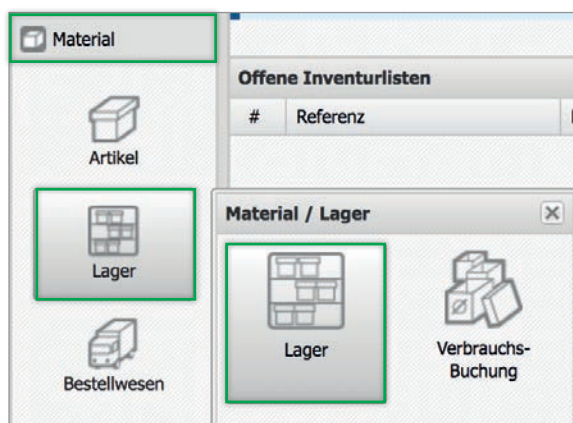 Material
Offene Inventurlisten
# Referenz
Artikel
Material / Lager
Lager
Lager
Verbrauchs-
Buchung
Bestellwesen